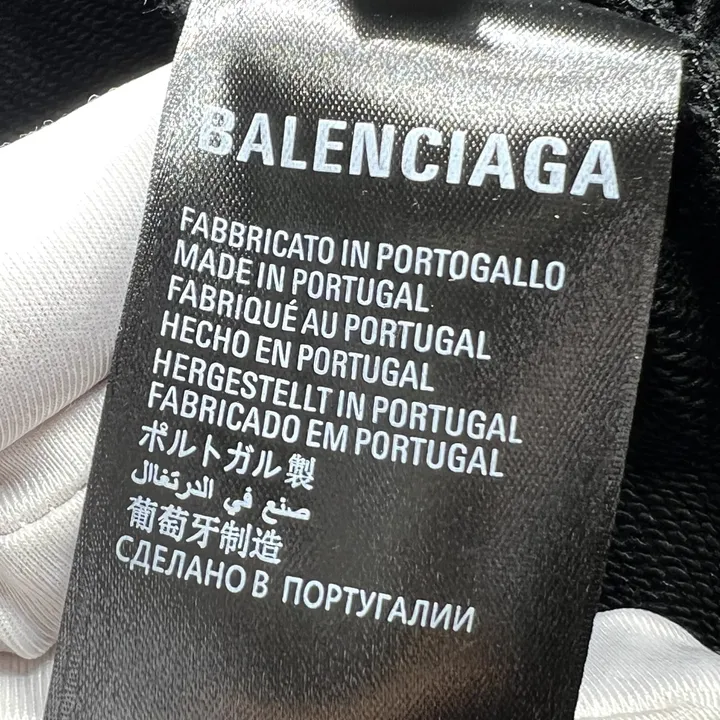 BALENCIAGA
FABBRICATO IN PORTOGALLO
MADE IN PORTUGAL
FABRIQUÉ AU PORTUGAL
HECHO EN PORTUGAL
HERGESTELLT IN PORTUGAL
FABRICADO EM PORTUGAL
ポルトガル製
صنع في الدرتغاال
葡萄牙制造
СДЕЛАНО В ПОРТУГАЛИИ